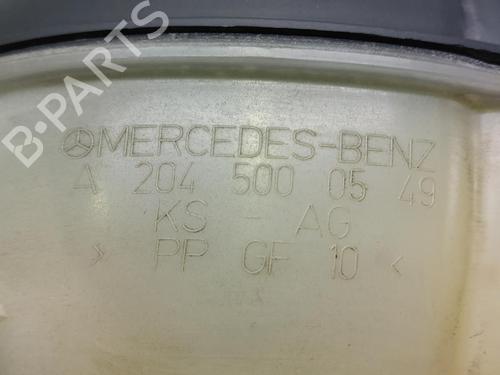 B-PARTS
MERCEDES-BENZ
A 204 500 05 49
KS - AG
> PP GF 10 <